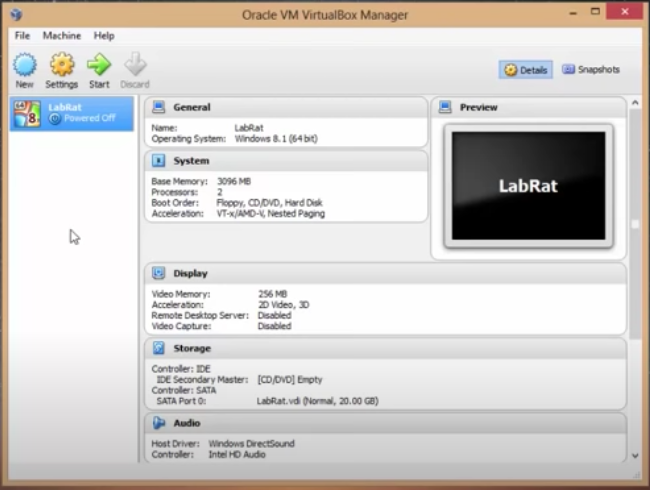 Oracle VM VirtualBox Manager
File Machine Help
New Settings Start Discard
Details Snapshots
LabRat
Powered Off
General
Name: LabRat
Operating System: Windows 8.1 (64 bit)
Preview
LabRat
System
Base Memory: 3096 MB
Processors: 2
Boot Order: Floppy, CD/DVD, Hard Disk
Acceleration: VT-x/AMD-V, Nested Paging
Display
Video Memory: 256 MB
Acceleration: 2D Video, 3D
Remote Desktop Server: Disabled
Video Capture: Disabled
Storage
Controller: IDE
IDE Secondary Master: [CD/DVD] Empty
Controller: SATA
SATA Port 0: LabRat.vdi (Normal, 20.00 GB)
Audio
Host Driver: Windows DirectSound
Controller: Intel HD Audio